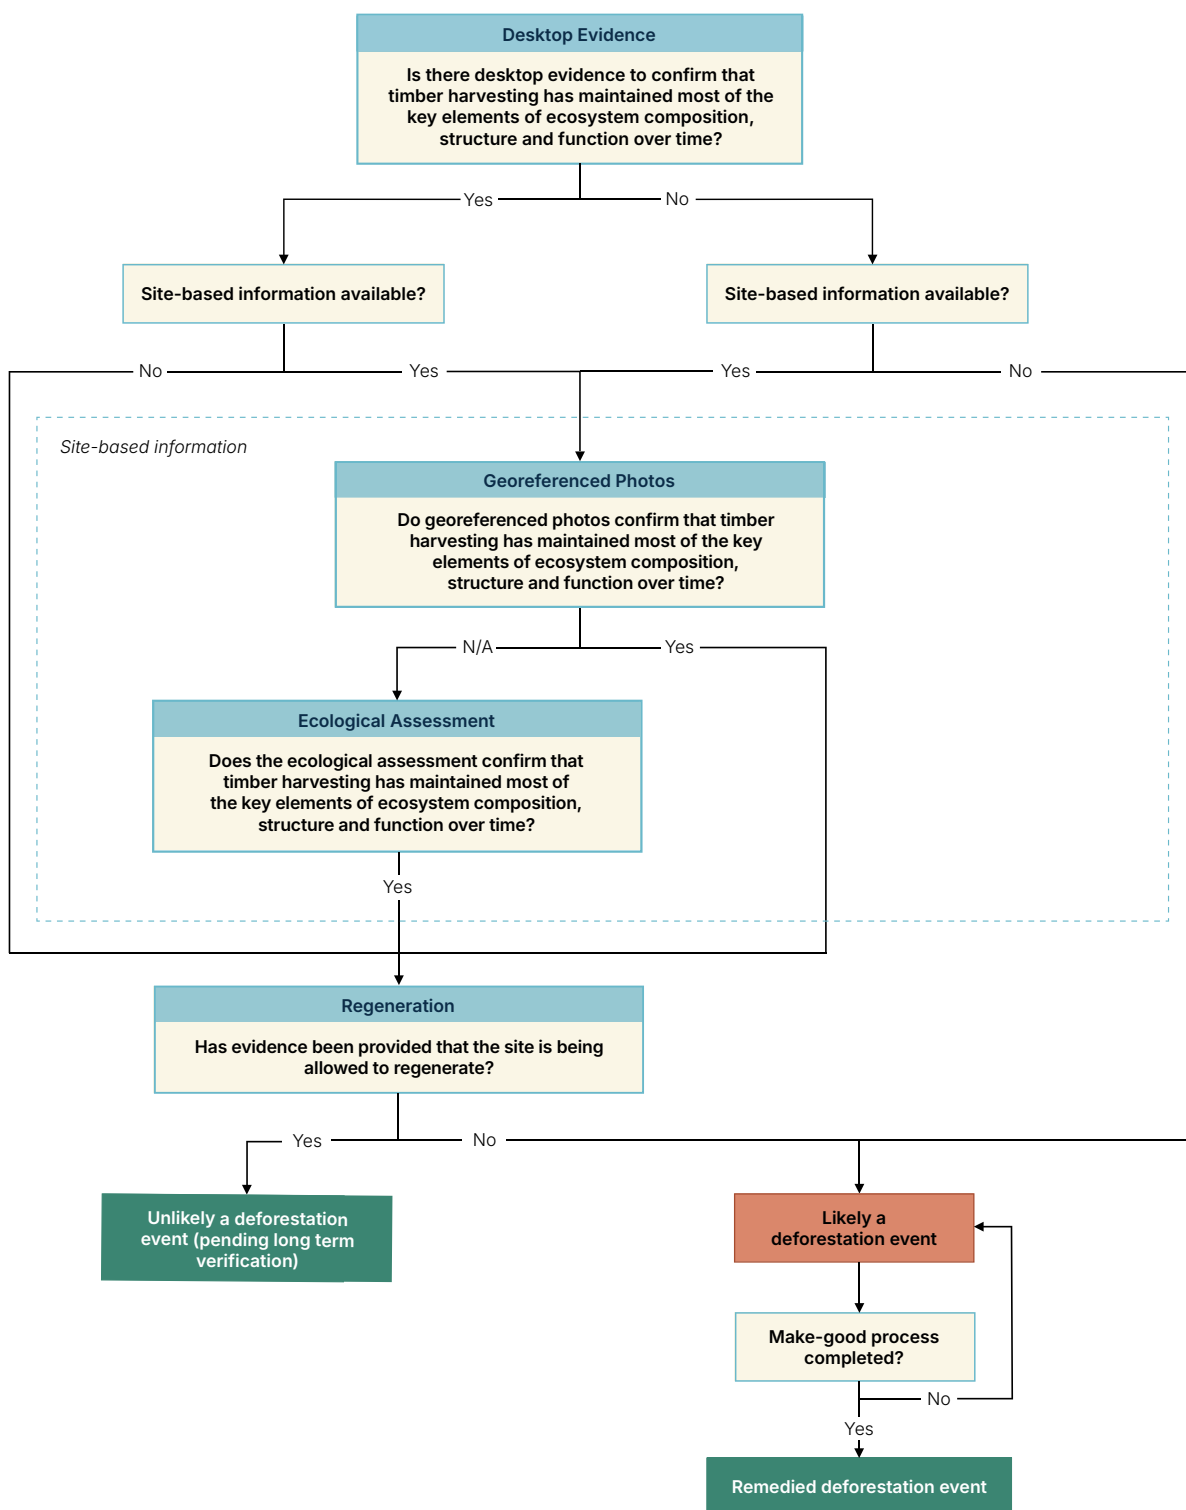 Desktop Evidence
Is there desktop evidence to confirm that
timber harvesting has maintained most of the
key elements of ecosystem composition,
structure and function over time?
Yes
No
Site-based information available?
Site-based information available?
No
Yes
Yes
No
Site-based information
Georeferenced Photos
Do georeferenced photos confirm that timber
harvesting has maintained most of the key
elements of ecosystem composition,
structure and function over time?
N/A
Yes
Ecological Assessment
Does the ecological assessment confirm that
timber harvesting has maintained most of
the key elements of ecosystem composition,
structure and function over time?
Yes
Regeneration
Has evidence been provided that the site is being
allowed to regenerate?
Yes
No
Unlikely a deforestation
event (pending long term
verification)
Likely a
deforestation event
Make-good process
completed?
No
Yes
Remedied deforestation event